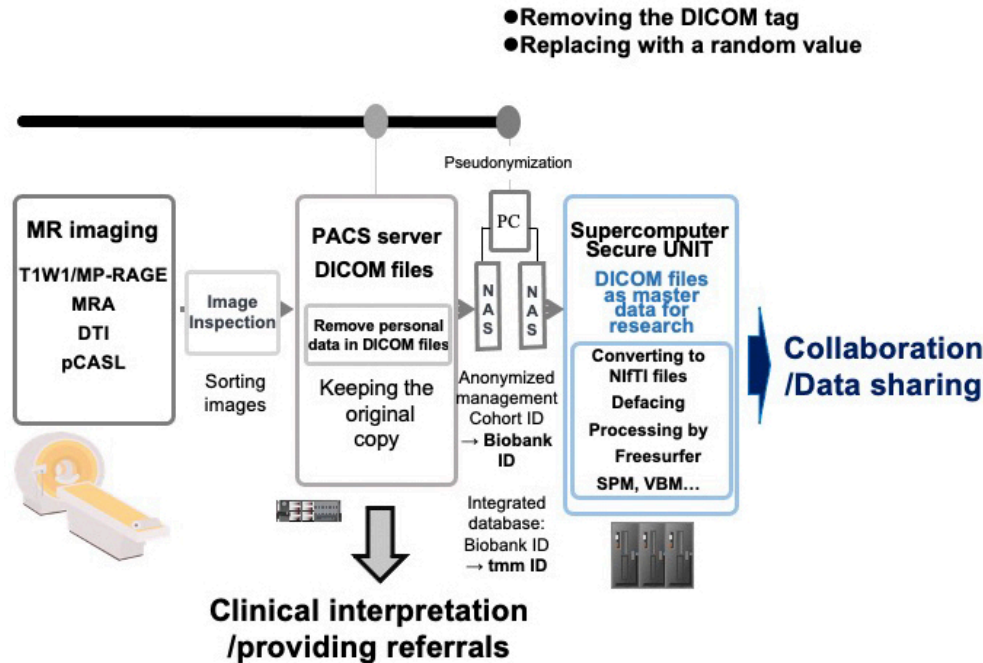 ●Removing the DICOM tag
●Replacing with a random value
Pseudonymization
MR imaging
T1W1/MP-RAGE
MRA
DTI
pCASL
Image
Inspection
Sorting
images
PACS server
DICOM files
Remove personal
data in DICOM files
Keeping the
original
copy
PC
NAS
NAS
Anonymized
management
Cohort ID
→ Biobank
ID
Integrated
database:
Biobank ID
→ tmm ID
Supercomputer
Secure UNIT
DICOM files
as master
data for
research
Converting to
NIfTI files
Defacing
Processing by
Freesurfer
SPM, VBM...
Collaboration
/Data sharing
Clinical interpretation
/providing referrals